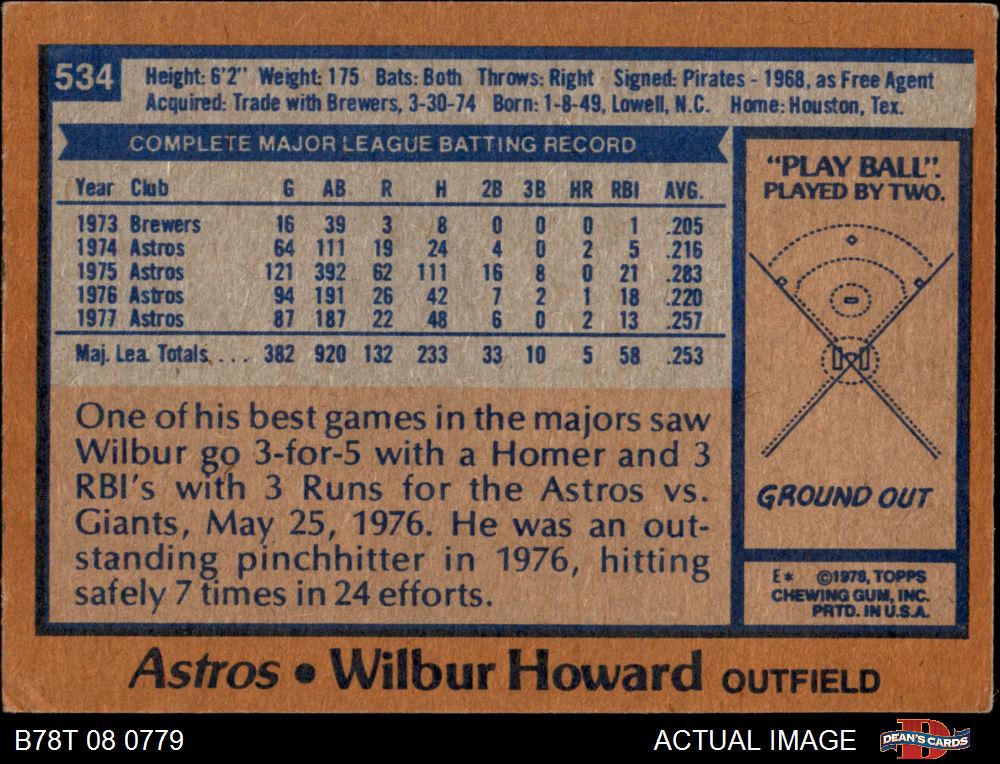 534
Height: 6'2" Weight: 175 Bats: Both Throws: Right Signed: Pirates - 1968, as Free Agent
Acquired: Trade with Brewers, 3-30-74 Born: 1-8-49, Lowell, N.C. Home: Houston, Tex.
COMPLETE MAJOR LEAGUE BATTING RECORD
Year Club G AB R H 2B 3B HR RBI AVG.
1973 Brewers 16 39 3 8 0 0 0 1 .205
1974 Astros 64 111 19 24 4 0 2 5 .216
1975 Astros 121 392 62 111 16 8 0 21 .283
1976 Astros 94 191 26 42 7 2 1 18 .220
1977 Astros 87 187 22 48 6 0 2 13 .257
Maj. Lea. Totals. . . . 382 920 132 233 33 10 5 58 .253
One of his best games in the majors saw
Wilbur go 3-for-5 with a Homer and 3
RBI's with 3 Runs for the Astros vs.
Giants, May 25, 1976. He was an out-
standing pinchhitter in 1976, hitting
safely 7 times in 24 efforts.
"PLAY BALL":
PLAYED BY TWO.
GROUND OUT
E* ©1978, TOPPS
CHEWING GUM, INC.
PRTD. IN U.S.A.
Astros • Wilbur Howard OUTFIELD
B78T 08 0779
ACTUAL IMAGE
D
DEAN'S CARDS